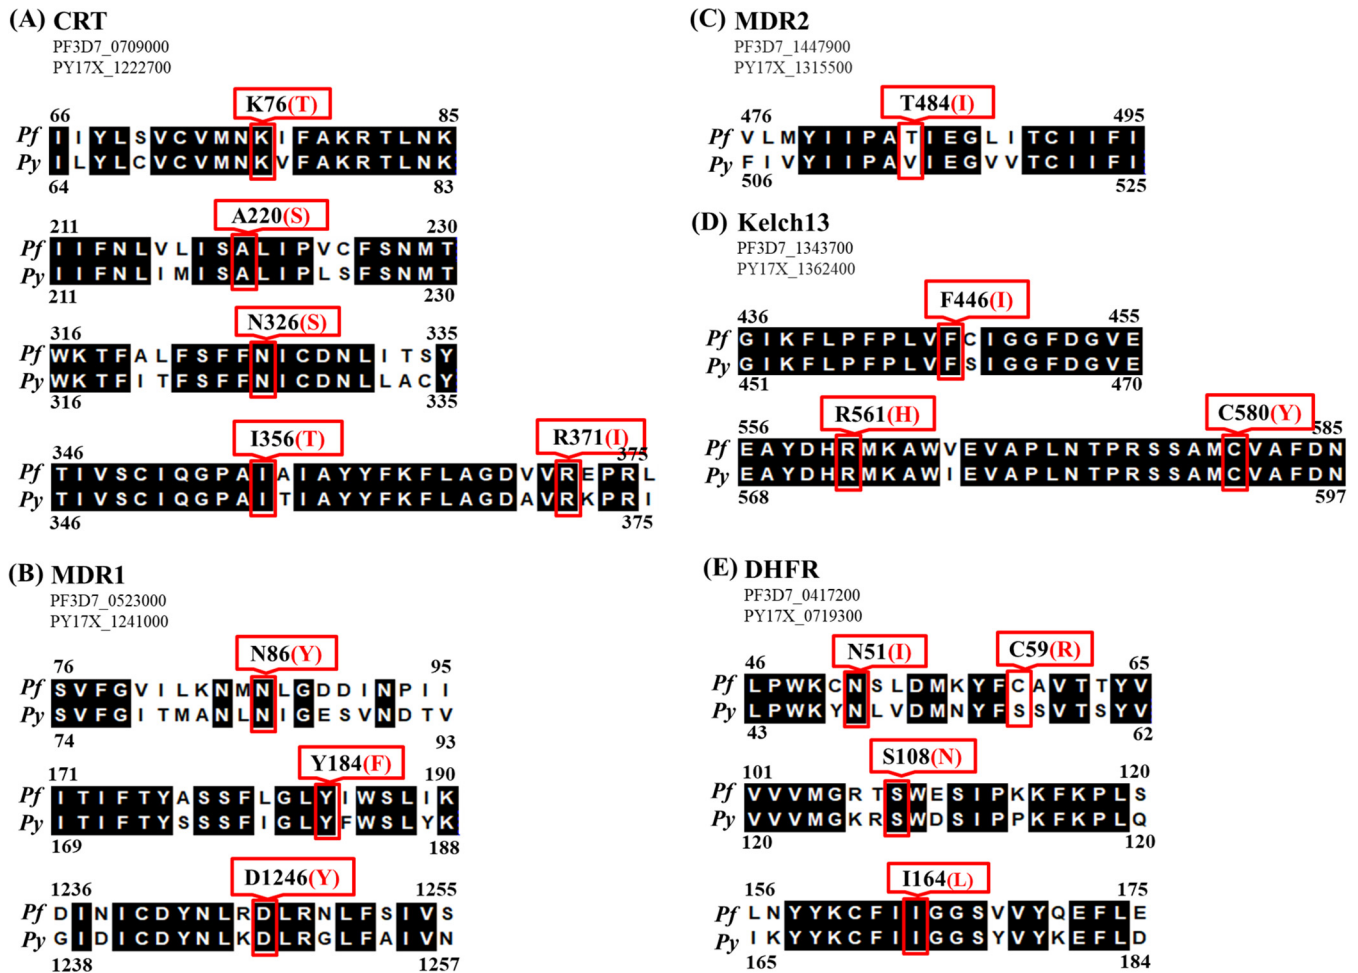 (A) CRT
PF3D7_0709000
PY17X_1222700
K76(T)
66 85
Pf I I Y L S V C V M N K I F A K R T L N K
Py I L Y L C V C V M N K V F A K R T L N K
64 83
A220(S)
211 230
Pf I I F N L V L I S A L I P V C F S N M T
Py I I F N L I M I S A L I P L S F S N M T
211 230
N326(S)
316 335
Pf W K T F A L F S F F N I C D N L I T S Y
Py W K T F I T F S F F N I C D N L L A C Y
316 335
I356(T) R371(I)
346 375
Pf T I V S C I Q G P A I A I A Y Y F K F L A G D V V R E P R L
Py T I V S C I Q G P A I T I A Y Y F K F L A G D A V R K P R I
346 375
(B) MDR1
PF3D7_0523000
PY17X_1241000
N86(Y)
76 95
Pf S V F G V I L K N M N L G D D I N P I I
Py S V F G I T M A N L N I G E S V N D T V
74 93
Y184(F)
171 190
Pf I T I F T Y A S S F L G L Y I W S L I K
Py I T I F T Y S S S F I G L Y F W S L Y K
169 188
D1246(Y)
1236 1255
Pf D I N I C D Y N L R D L R N L F S I V S
Py G I D I C D Y N L K D L R G L F A I V N
1238 1257
(C) MDR2
PF3D7_1447900
PY17X_1315500
T484(I)
476 495
Pf V L M Y I I P A T I E G L I T C I I F I
Py F I V Y I I P A V I E G V V T C I I F I
506 525
(D) Kelch13
PF3D7_1343700
PY17X_1362400
F446(I)
436 455
Pf G I K F L P F P L V F C I G G F D G V E
Py G I K F L P F P L V F S I G G F D G V E
451 470
R561(H) C580(Y)
556 585
Pf E A Y D H R M K A W V E V A P L N T P R S S A M C V A F D N
Py E A Y D H R M K A W I E V A P L N T P R S S A M C V A F D N
568 597
(E) DHFR
PF3D7_0417200
PY17X_0719300
N51(I) C59(R)
46 65
Pf L P W K C N S L D M K Y F C A V T T Y V
Py L P W K Y N L V D M N Y F S S V T S Y V
43 62
S108(N)
101 120
Pf V V V M G R T S W E S I P K K F K P L S
Py V V V M G K R S W D S I P P K F K P L Q
120 120
I164(L)
156 175
Pf L N Y Y K C F I I G G S V V Y Q E F L E
Py I K Y Y K C F I I G G S Y V Y K E F L D
165 184